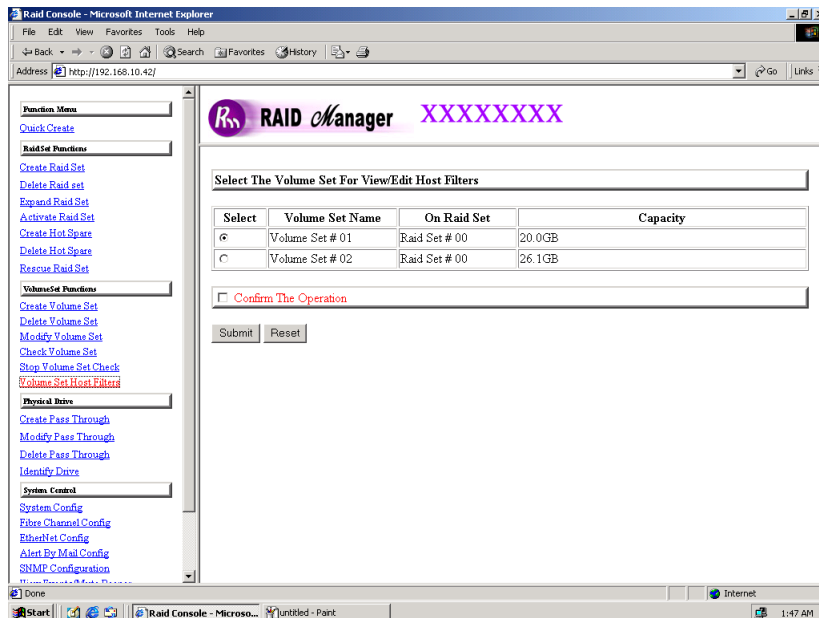 Raid Console - Microsoft Internet Explorer
File Edit View Favorites Tools Help
Back Search Favorites History
Address http://192.168.10.42/ Go Links
Function Menu
Quick Create
RaidSet Functions
Create Raid Set
Delete Raid set
Expand Raid Set
Activate Raid Set
Create Hot Spare
Delete Hot Spare
Rescue Raid Set
VolumeSet Functions
Create Volume Set
Delete Volume Set
Modify Volume Set
Check Volume Set
Stop Volume Set Check
Volume Set Host Filters
Physical Drive
Create Pass Through
Modify Pass Through
Delete Pass Through
Identify Drive
System Control
System Config
Fibre Channel Config
EtherNet Config
Alert By Mail Config
SNMP Configuration
Rm RAID Manager XXXXXXXX
Select The Volume Set For View/Edit Host Filters
Select Volume Set Name On Raid Set Capacity
Volume Set # 01 Raid Set # 00 20.0GB
Volume Set # 02 Raid Set # 00 26.1GB
Confirm The Operation
Submit Reset
Done Internet
Start Raid Console - Microso... untitled - Paint 1:47 AM